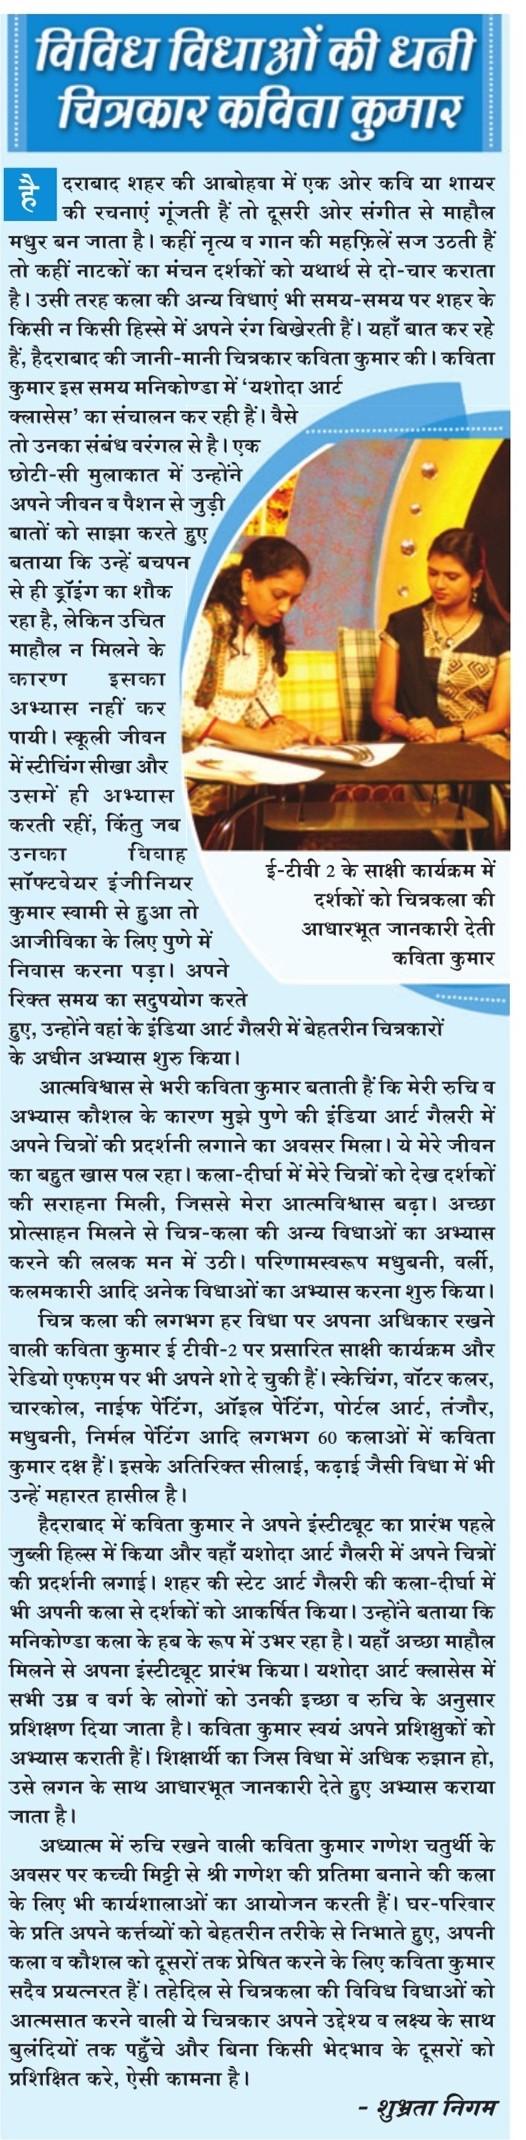 विविध विधाओं की धनी
चित्रकार कविता कुमार
हैदराबाद शहर की आबोहवा में एक ओर कवि या शायर
की रचनाएं गूंजती हैं तो दूसरी ओर संगीत से माहौल
मधुर बन जाता है। कहीं नृत्य व गान की महफ़िलें सज उठती हैं
तो कहीं नाटकों का मंचन दर्शकों को यथार्थ से दो-चार कराता
है। उसी तरह कला की अन्य विधाएं भी समय-समय पर शहर के
किसी न किसी हिस्से में अपने रंग बिखेरती हैं। यहाँ बात कर रहे
हैं, हैदराबाद की जानी-मानी चित्रकार कविता कुमार की। कविता
कुमार इस समय मनिकोण्डा में ‘यशोदा आर्ट
क्लासेस’ का संचालन कर रही हैं। वैसे
तो उनका संबंध वरंगल से है। एक
छोटी-सी मुलाकात में उन्होंने
अपने जीवन व पैशन से जुड़ी
बातों को साझा करते हुए
बताया कि उन्हें बचपन
से ही ड्रॉइंग का शौक
रहा है, लेकिन उचित
माहौल न मिलने के
कारण इसका
अभ्यास नहीं कर
पायी। स्कूली जीवन
में स्टीचिंग सीखा और
उसमें ही अभ्यास
करती रहीं, किंतु जब
उनका विवाह
सॉफ्टवेयर इंजीनियर
कुमार स्वामी से हुआ तो
आजीविका के लिए पुणे में
निवास करना पड़ा। अपने
रिक्त समय का सदुपयोग करते
हुए, उन्होंने वहां के इंडिया आर्ट गैलरी में बेहतरीन चित्रकारों
के अधीन अभ्यास शुरु किया।
ई-टीवी 2 के साक्षी कार्यक्रम में
दर्शकों को चित्रकला की
आधारभूत जानकारी देती
कविता कुमार
आत्मविश्वास से भरी कविता कुमार बताती हैं कि मेरी रुचि व
अभ्यास कौशल के कारण मुझे पुणे की इंडिया आर्ट गैलरी में
अपने चित्रों की प्रदर्शनी लगाने का अवसर मिला। ये मेरे जीवन
का बहुत खास पल रहा। कला-दीर्घा में मेरे चित्रों को देख दर्शकों
की सराहना मिली, जिससे मेरा आत्मविश्वास बढ़ा। अच्छा
प्रोत्साहन मिलने से चित्र-कला की अन्य विधाओं का अभ्यास
करने की ललक मन में उठी। परिणामस्वरूप मधुबनी, वर्ली,
कलमकारी आदि अनेक विधाओं का अभ्यास करना शुरु किया।
चित्र कला की लगभग हर विधा पर अपना अधिकार रखने
वाली कविता कुमार ई टीवी-2 पर प्रसारित साक्षी कार्यक्रम और
रेडियो एफएम पर भी अपने शो दे चुकी हैं। स्केचिंग, वॉटर कलर,
चारकोल, नाईफ पेंटिंग, ऑइल पेंटिंग, पोर्टल आर्ट, तंजौर,
मधुबनी, निर्मल पेंटिंग आदि लगभग 60 कलाओं में कविता
कुमार दक्ष हैं। इसके अतिरिक्त सीलाई, कढ़ाई जैसी विधा में भी
उन्हें महारत हासील है।
हैदराबाद में कविता कुमार ने अपने इंस्टीट्यूट का प्रारंभ पहले
जुब्ली हिल्स में किया और वहाँ यशोदा आर्ट गैलरी में अपने चित्रों
की प्रदर्शनी लगाई। शहर की स्टेट आर्ट गैलरी की कला-दीर्घा में
भी अपनी कला से दर्शकों को आकर्षित किया। उन्होंने बताया कि
मनिकोण्डा कला के हब के रूप में उभर रहा है। यहाँ अच्छा माहौल
मिलने से अपना इंस्टीट्यूट प्रारंभ किया। यशोदा आर्ट क्लासेस में
सभी उम्र व वर्ग के लोगों को उनकी इच्छा व रुचि के अनुसार
प्रशिक्षण दिया जाता है। कविता कुमार स्वयं अपने प्रशिक्षुकों को
अभ्यास कराती हैं। शिक्षार्थी का जिस विधा में अधिक रुझान हो,
उसे लगन के साथ आधारभूत जानकारी देते हुए अभ्यास कराया
जाता है।
अध्यात्म में रुचि रखने वाली कविता कुमार गणेश चतुर्थी के
अवसर पर कच्ची मिट्टी से श्री गणेश की प्रतिमा बनाने की कला
के लिए भी कार्यशालाओं का आयोजन करती हैं। घर-परिवार
के प्रति अपने कर्त्तव्यों को बेहतरीन तरीके से निभाते हुए, अपनी
कला व कौशल को दूसरों तक प्रेषित करने के लिए कविता कुमार
सदैव प्रयत्नरत हैं। तहेदिल से चित्रकला की विविध विधाओं को
आत्मसात करने वाली ये चित्रकार अपने उद्देश्य व लक्ष्य के साथ
बुलंदियों तक पहुँचे और बिना किसी भेदभाव के दूसरों को
प्रशिक्षित करे, ऐसी कामना है।
- शुभ्रता निगम